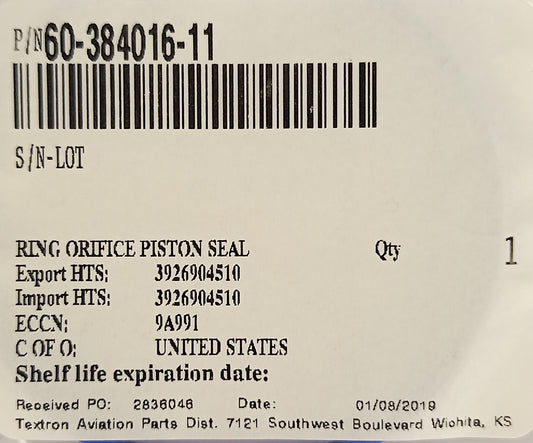 P/N60-384016-11
S/N-LOT
RING ORIFICE PISTON SEAL Qty 1
Export HTS: 3926904510
Import HTS: 3926904510
ECCN: 9A991
C OF O: UNITED STATES
Shelf life expiration date:
Received PO: 2836046 Date: 01/08/2019
Textron Aviation Parts Dist. 7121 Southwest Boulevard Wichita, KS